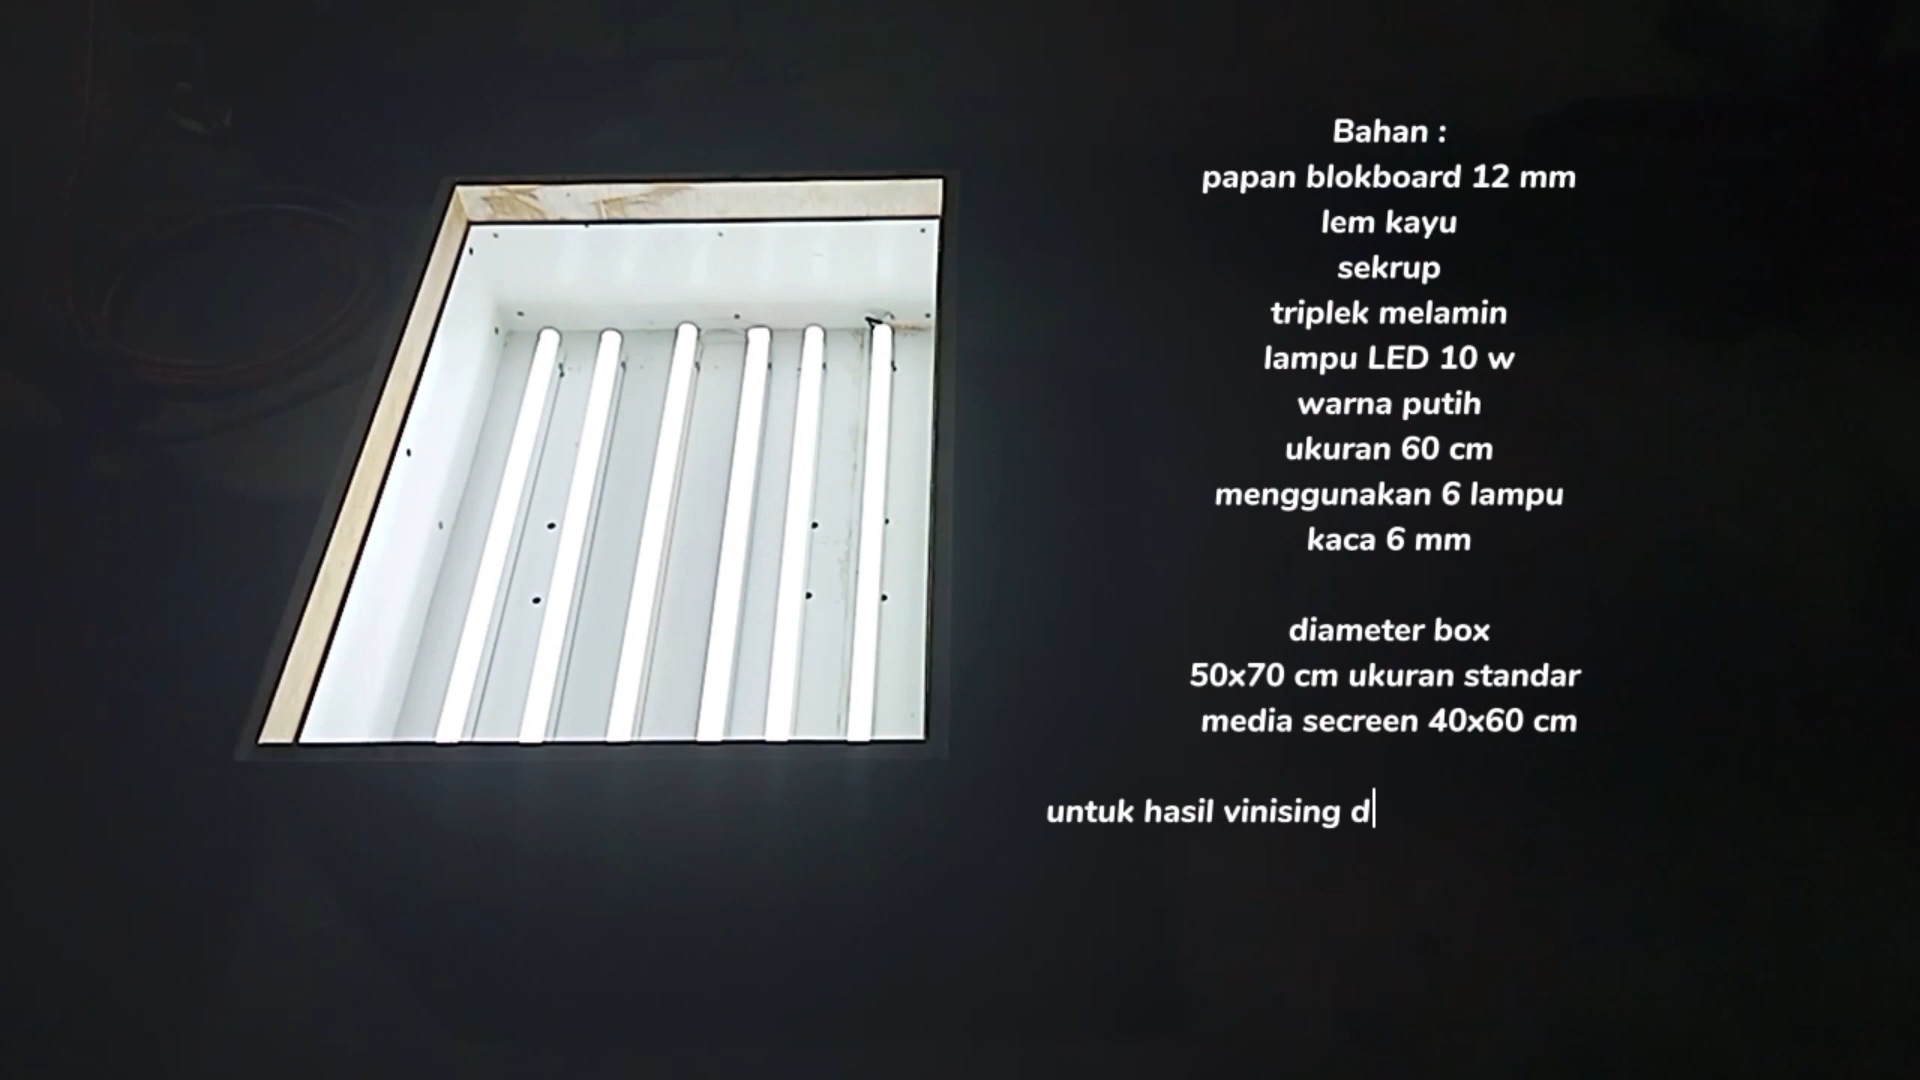 Bahan :
papan blokboard 12 mm
lem kayu
sekrup
triplek melamin
lampu LED 10 w
warna putih
ukuran 60 cm
menggunakan 6 lampu
kaca 6 mm
diameter box
50x70 cm ukuran standar
media secreen 40x60 cm
untuk hasil vinising d